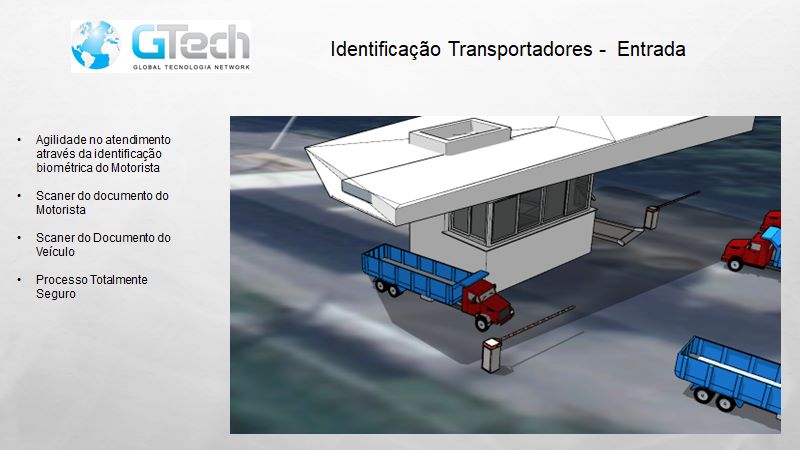 GTech
GLOBAL TECNOLOGIA NETWORK
Identificação Transportadores - Entrada
• Agilidade no atendimento
através da identificação
biométrica do Motorista
• Scaner do documento do
Motorista
• Scaner do Documento do
Veículo
• Processo Totalmente
Seguro